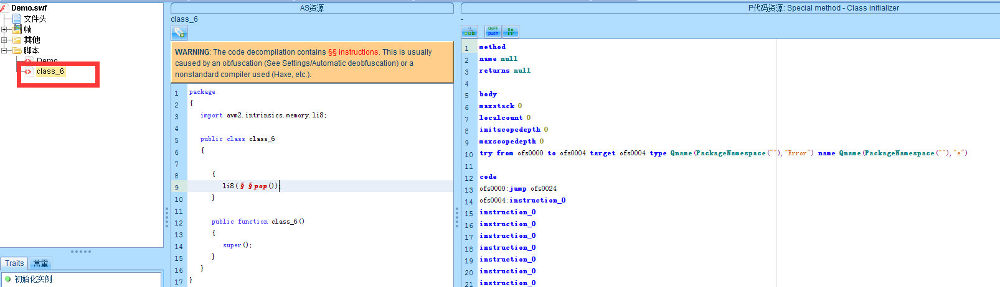 Demo.swf
文件头
帧
其他
脚本
Demo
class_6
Traits
常量
初始化实例
AS资源
class_6
WARNING: The code decompilation contains §§ instructions. This is usually
caused by an obfuscation (See Settings/Automatic deobfuscation) or a
nonstandard compiler used (Haxe, etc.).
1 package
2 {
3 import avm2.intrinsics.memory.li8;
4
5 public class class_6
6 {
7
8 {
9 li8(§§pop());
10 }
11
12 public function class_6()
13 {
14 super();
15 }
16 }
17 }
P代码资源: Special method - Class initializer
-
0xFF
push
0x
FF
1 method
2 name null
3 returns null
4
5 body
6 maxstack 0
7 localcount 0
8 initscopedepth 0
9 maxscopedepth 0
10 try from ofs0000 to ofs0004 target ofs0004 type Qname(PackageNamespace(""),"Error") name Qname(PackageNamespace(""),"e")
11
12 code
13 ofs0000:jump ofs0024
14 ofs0004:instruction_0
15 instruction_0
16 instruction_0
17 instruction_0
18 instruction_0
19 instruction_0
20 instruction_0
21 instruction_0